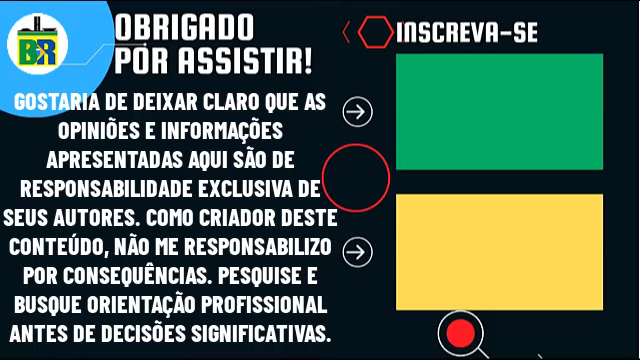 BR
OBRIGADO
POR ASSISTIR!
INSCREVA-SE
GOSTARIA DE DEIXAR CLARO QUE AS
OPINIÕES E INFORMAÇÕES
APRESENTADAS AQUI SÃO DE
RESPONSABILIDADE EXCLUSIVA DE
SEUS AUTORES. COMO CRIADOR DESTE
CONTEÚDO, NÃO ME RESPONSABILIZO
POR CONSEQUÊNCIAS. PESQUISE E
BUSQUE ORIENTAÇÃO PROFISSIONAL
ANTES DE DECISÕES SIGNIFICATIVAS.